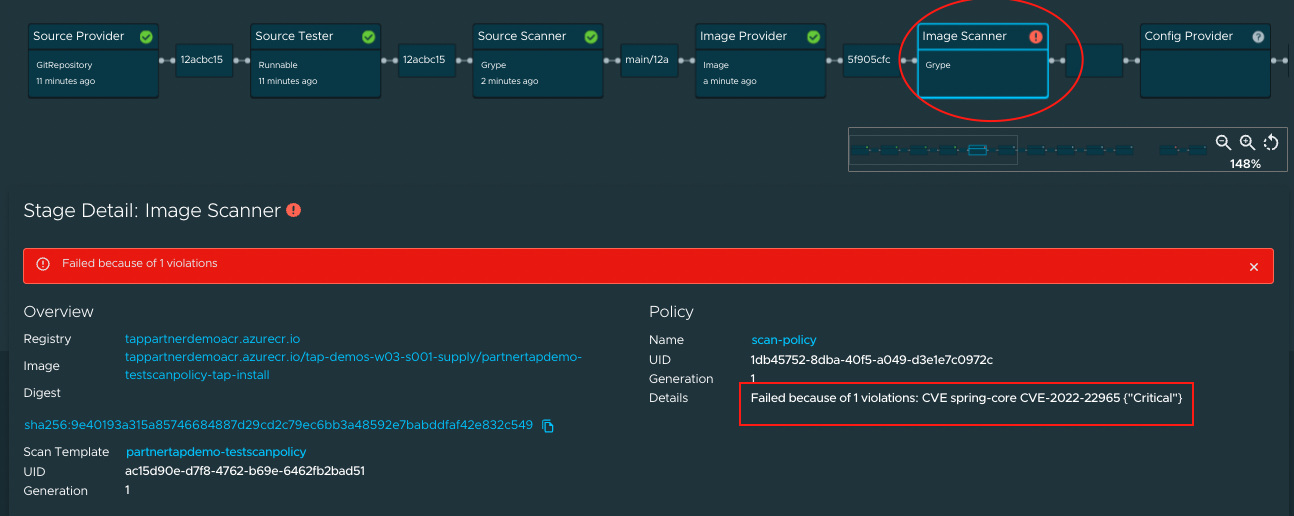 Source Provider
GitRepository
11 minutes ago
12acbc15
Source Tester
Runnable
11 minutes ago
12acbc15
Source Scanner
Grype
2 minutes ago
main/12a
Image Provider
Image
a minute ago
5f905cfc
Image Scanner
Grype
Config Provider
148%
Stage Detail: Image Scanner
Failed because of 1 violations
Overview
Registry
tappartnerdemoacr.azurecr.io
Image
tappartnerdemoacr.azurecr.io/tap-demos-w03-s001-supply/partnertapdemo-
testscanpolicy-tap-install
Digest
sha256:9e40193a315a85746684887d29cd2c79ec6bb3a48592e7babddfaf42e832c549
Scan Template
partnertapdemo-testscanpolicy
UID
ac15d90e-d7f8-4762-b69e-6462fb2bad51
Generation
1
Policy
Name
scan-policy
UID
1db45752-8dba-40f5-a049-d3e1e7c0972c
Generation
1
Details
Failed because of 1 violations: CVE spring-core CVE-2022-22965 {"Critical"}